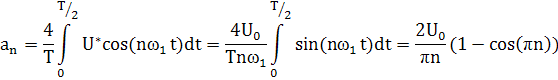 aₙ = 4/T ∫₀^(T/2) U*cos(nω₁ t)dt = 4U₀/(Tnω₁) ∫₀^(T/2) sin(nω₁ t)dt = 2U₀/(πn) (1 − cos(πn))